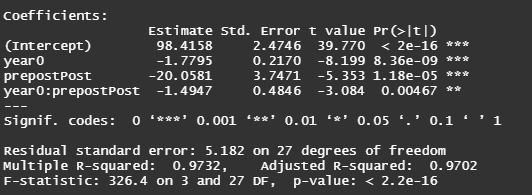 Coefficients:
Estimate Std. Error t value Pr(>|t|)
(Intercept) 98.4158 2.4746 39.770 < 2e-16 ***
year0 -1.7795 0.2170 -8.199 8.36e-09 ***
prepostPost -20.0581 3.7471 -5.353 1.18e-05 ***
year0:prepostPost -1.4947 0.4846 -3.084 0.00467 **
---
Signif. codes: 0 ‘***’ 0.001 ‘**’ 0.01 ‘*’ 0.05 ‘.’ 0.1 ‘ ’ 1
Residual standard error: 5.182 on 27 degrees of freedom
Multiple R-squared: 0.9732, Adjusted R-squared: 0.9702
F-statistic: 326.4 on 3 and 27 DF, p-value: < 2.2e-16